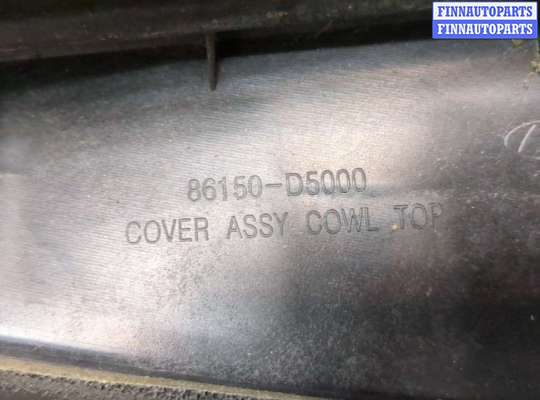 FINNAUTOPARTS
FINNAUTOPARTS
86150-D5000
COVER ASSY COWL TOP